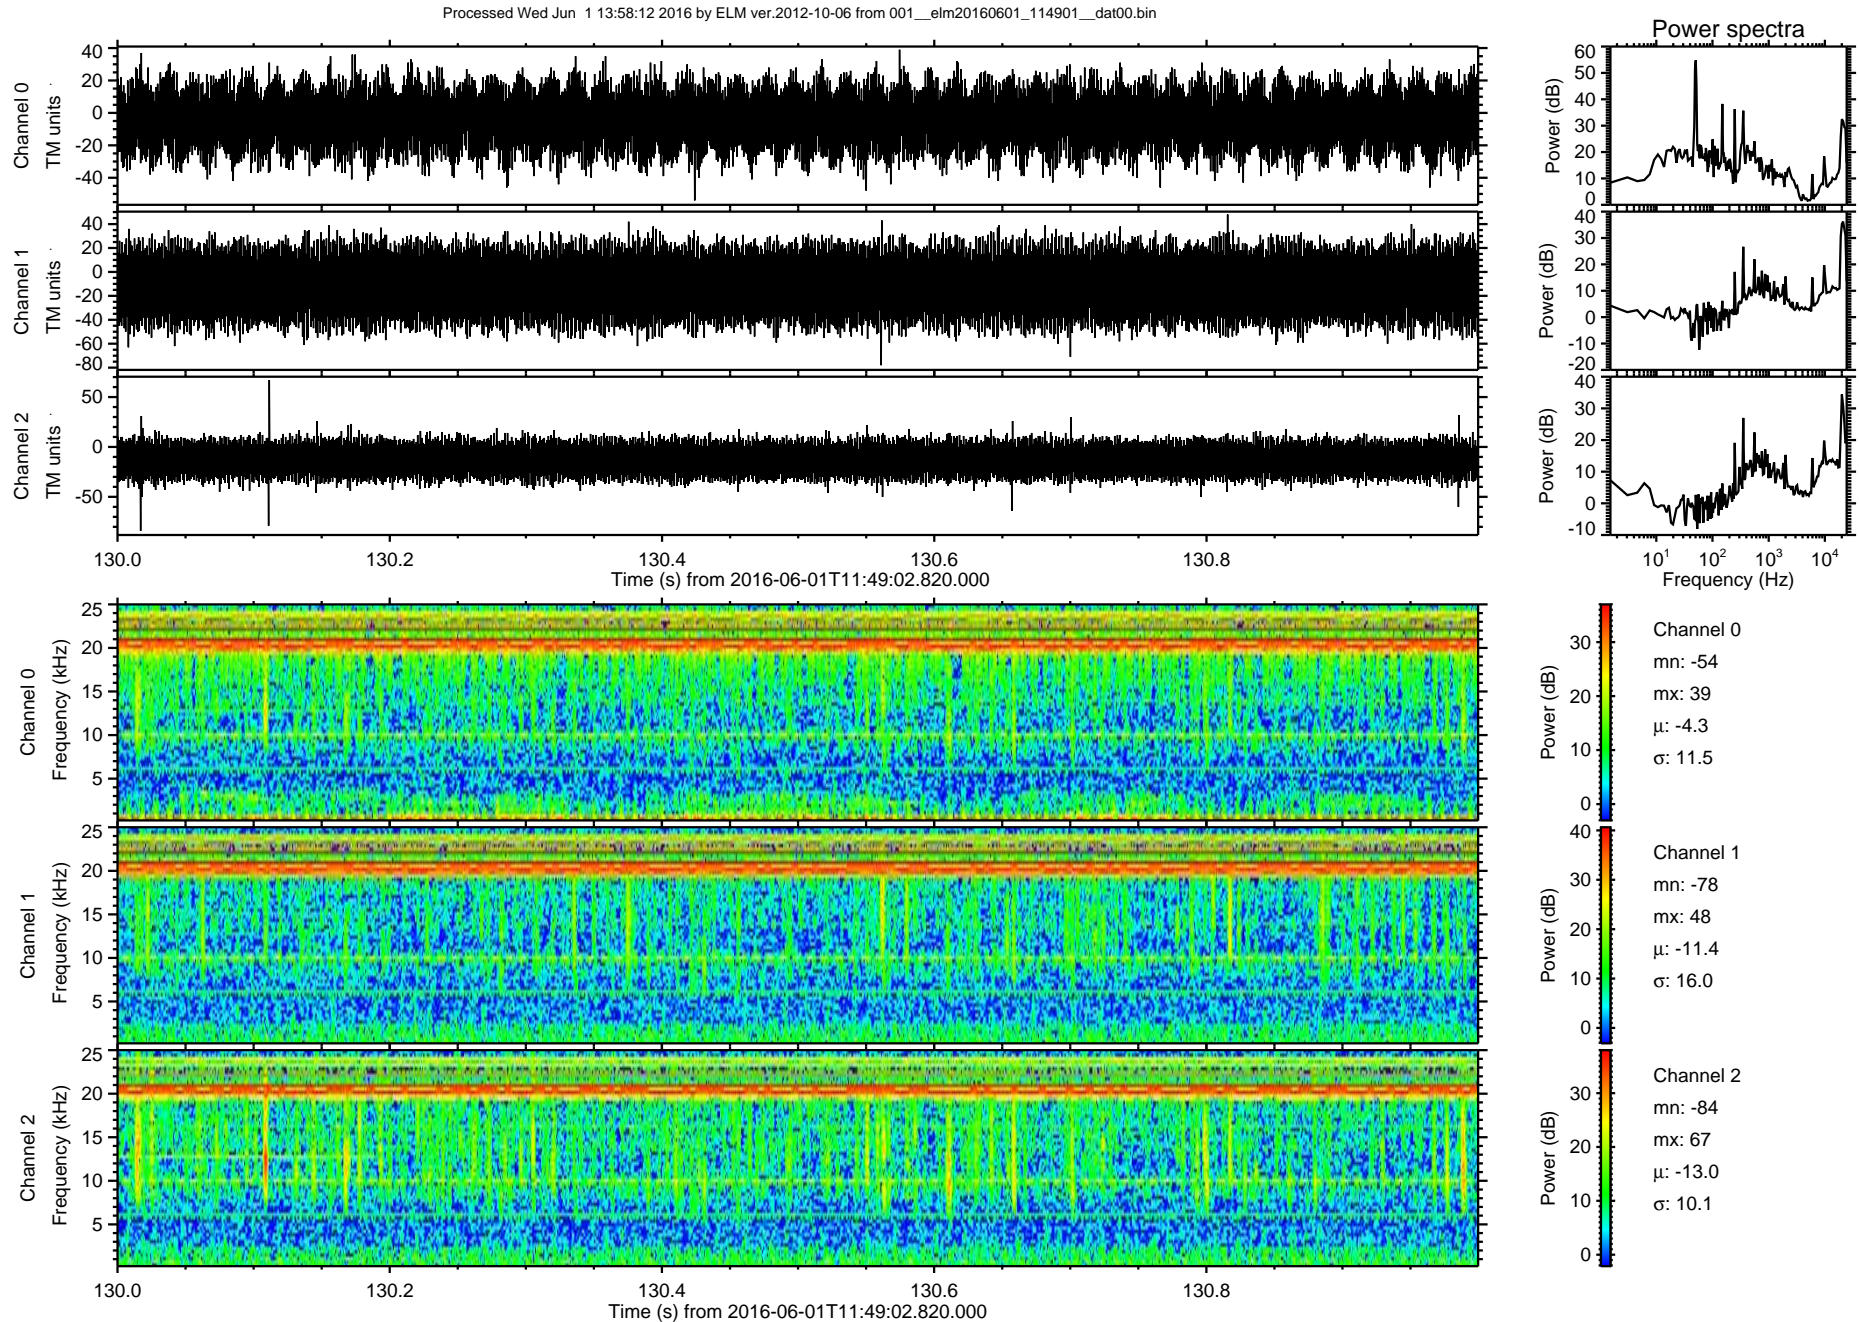 Processed Wed Jun  1 13:58:12 2016 by ELM ver.2012-10-06 from 001__elm20160601_114901__dat00.bin
Power spectra
Channel 0
TM units
40
20
0
-20
-40
Power (dB)
60
50
40
30
20
10
0
Channel 1
TM units
40
20
0
-20
-40
-60
-80
Power (dB)
40
30
20
10
0
-10
-20
Channel 2
TM units
50
0
-50
Power (dB)
40
30
20
10
0
-10
130.0 130.2 130.4 130.6 130.8
Time (s) from 2016-06-01T11:49:02.820.000
10¹ 10² 10³ 10⁴
Frequency (Hz)
Channel 0
Frequency (kHz)
25
20
15
10
5
Power (dB)
30
20
10
0
Channel 0
mn: -54
mx: 39
μ: -4.3
σ: 11.5
Channel 1
Frequency (kHz)
25
20
15
10
5
Power (dB)
40
30
20
10
0
Channel 1
mn: -78
mx: 48
μ: -11.4
σ: 16.0
Channel 2
Frequency (kHz)
25
20
15
10
5
Power (dB)
30
20
10
0
Channel 2
mn: -84
mx: 67
μ: -13.0
σ: 10.1
130.0 130.2 130.4 130.6 130.8
Time (s) from 2016-06-01T11:49:02.820.000